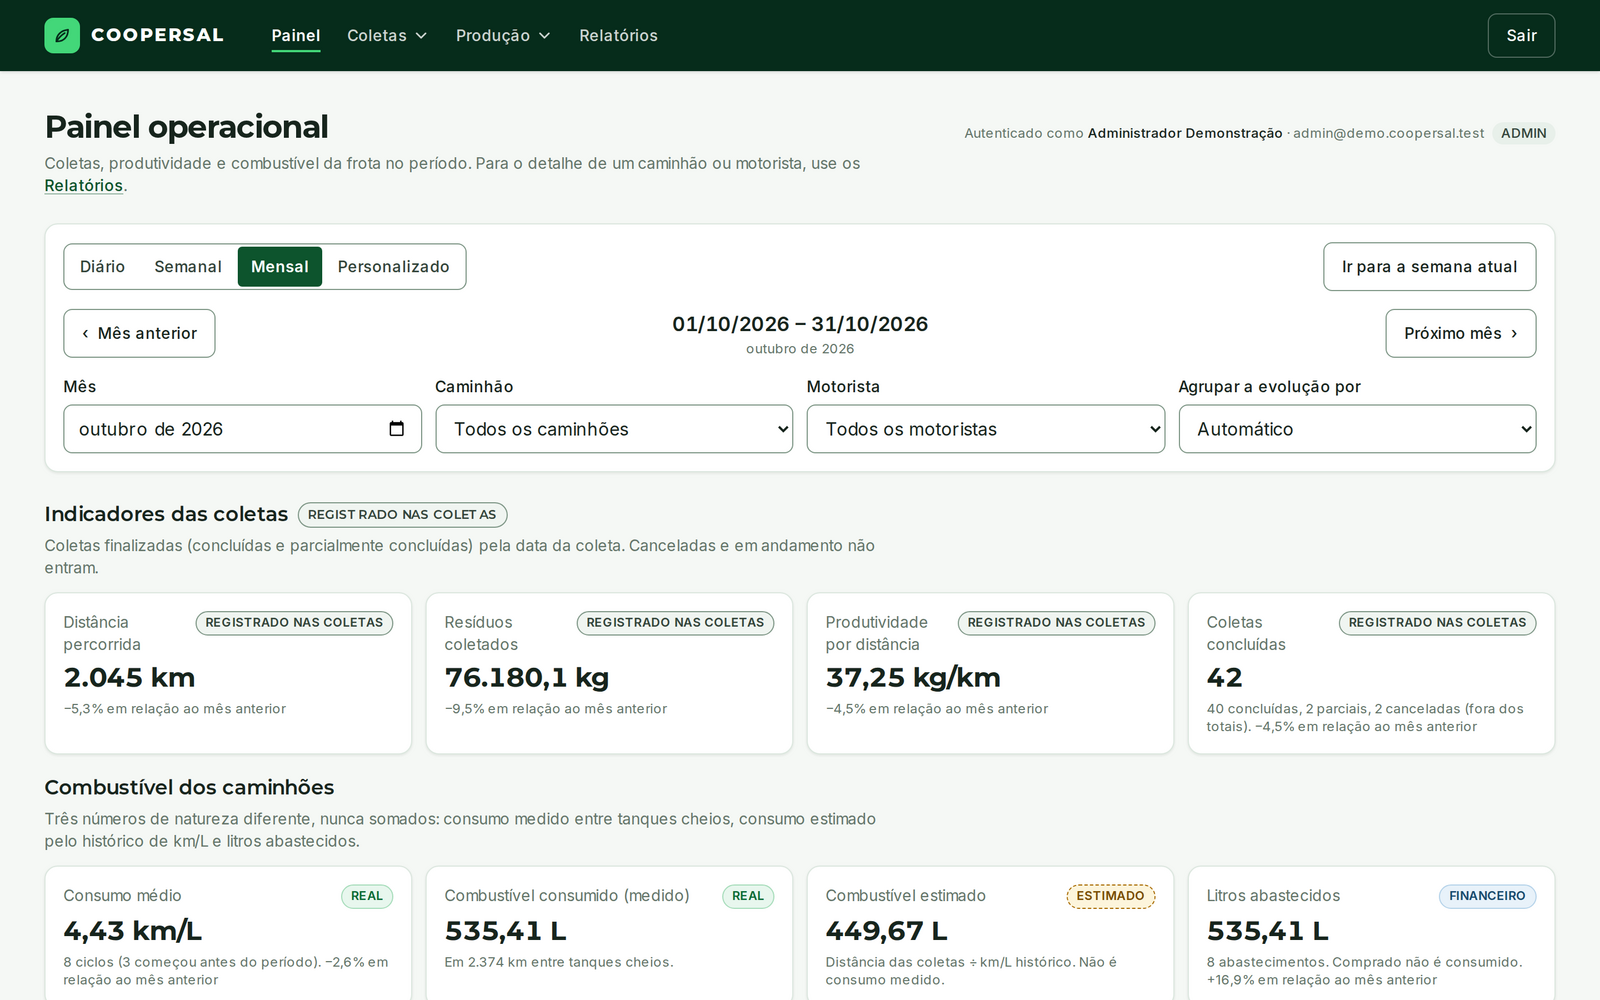 COOPERSAL
Painel
Coletas
Produção
Relatórios
Sair
Painel operacional
Autenticado como Administrador Demonstração · admin@demo.coopersal.test ADMIN
Coletas, produtividade e combustível da frota no período. Para o detalhe de um caminhão ou motorista, use os
Relatórios.
Diário
Semanal
Mensal
Personalizado
Ir para a semana atual
‹ Mês anterior
01/10/2026 – 31/10/2026
outubro de 2026
Próximo mês ›
Mês
Caminhão
Motorista
Agrupar a evolução por
outubro de 2026
Todos os caminhões
Todos os motoristas
Automático
Indicadores das coletas REGISTRADO NAS COLETAS
Coletas finalizadas (concluídas e parcialmente concluídas) pela data da coleta. Canceladas e em andamento não
entram.
Distância
percorrida
REGISTRADO NAS COLETAS
2.045 km
−5,3% em relação ao mês anterior
Resíduos
coletados
REGISTRADO NAS COLETAS
76.180,1 kg
−9,5% em relação ao mês anterior
Produtividade
por distância
REGISTRADO NAS COLETAS
37,25 kg/km
−4,5% em relação ao mês anterior
Coletas
concluídas
REGISTRADO NAS COLETAS
42
40 concluídas, 2 parciais, 2 canceladas (fora dos
totais). −4,5% em relação ao mês anterior
Combustível dos caminhões
Três números de natureza diferente, nunca somados: consumo medido entre tanques cheios, consumo estimado
pelo histórico de km/L e litros abastecidos.
Consumo médio
REAL
4,43 km/L
8 ciclos (3 começou antes do período). −2,6% em
relação ao mês anterior
Combustível consumido (medido)
REAL
535,41 L
Em 2.374 km entre tanques cheios.
Combustível estimado
ESTIMADO
449,67 L
Distância das coletas ÷ km/L histórico. Não é
consumo medido.
Litros abastecidos
FINANCEIRO
535,41 L
8 abastecimentos. Comprado não é consumido.
+16,9% em relação ao mês anterior